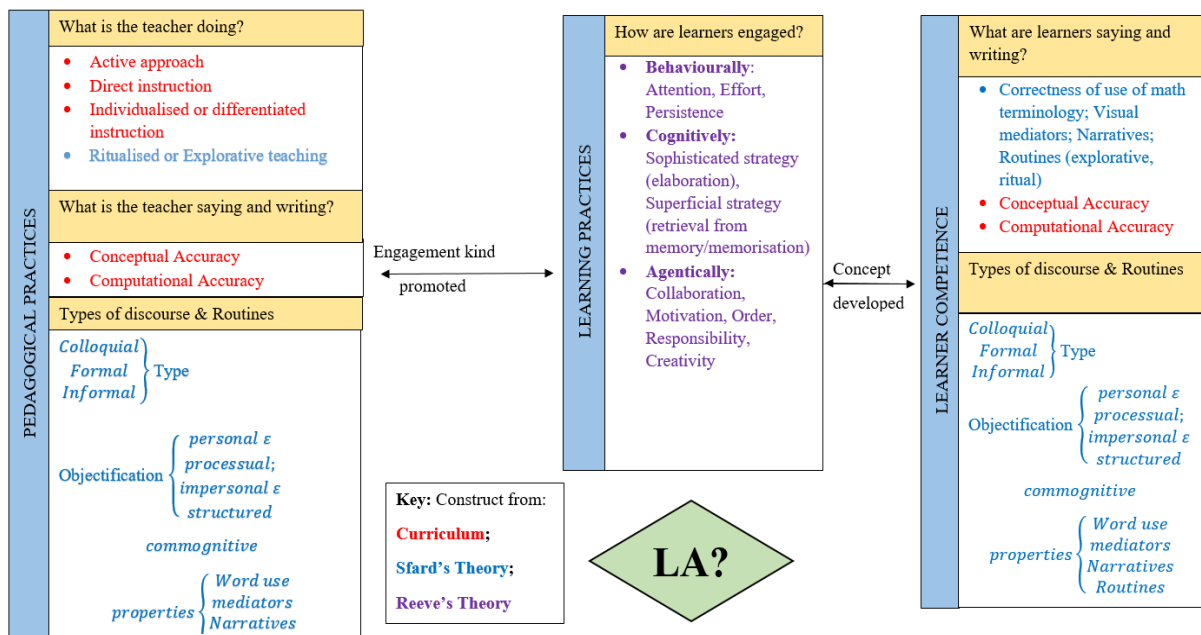 PEDAGOGICAL PRACTICES
What is the teacher doing?
• Active approach
• Direct instruction
• Individualised or differentiated
instruction
• Ritualised or Explorative teaching
What is the teacher saying and writing?
• Conceptual Accuracy
• Computational Accuracy
Types of discourse & Routines
Colloquial
Formal
Informal
Type
Objectification
personal ε
processual;
impersonal ε
structured
commognitive
properties
Word use
mediators
Narratives
Engagement kind
promoted
LEARNING PRACTICES
How are learners engaged?
• Behaviourally:
Attention, Effort,
Persistence
• Cognitively:
Sophisticated strategy
(elaboration),
Superficial strategy
(retrieval from
memory/memorisation)
• Agentically:
Collaboration,
Motivation, Order,
Responsibility,
Creativity
Key: Construct from:
Curriculum;
Sfard's Theory;
Reeve's Theory
LA?
Concept
developed
LEARNER COMPETENCE
What are learners saying and
writing?
• Correctness of use of math
terminology; Visual
mediators; Narratives;
Routines (explorative,
ritual)
• Conceptual Accuracy
• Computational Accuracy
Types of discourse & Routines
Colloquial
Formal
Informal
Type
Objectification
personal ε
processual;
impersonal ε
structured
commognitive
properties
Word use
mediators
Narratives
Routines